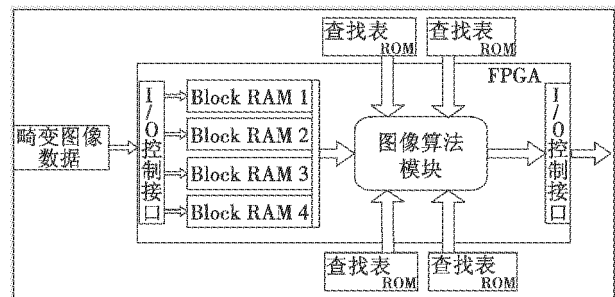 查找表
ROM
查找表
ROM
FPGA
I/O控制接口
Block RAM 1
Block RAM 2
Block RAM 3
Block RAM 4
畸变图像
数据
图像算法
模块
I/O控制接口
查找表
ROM
查找表
ROM